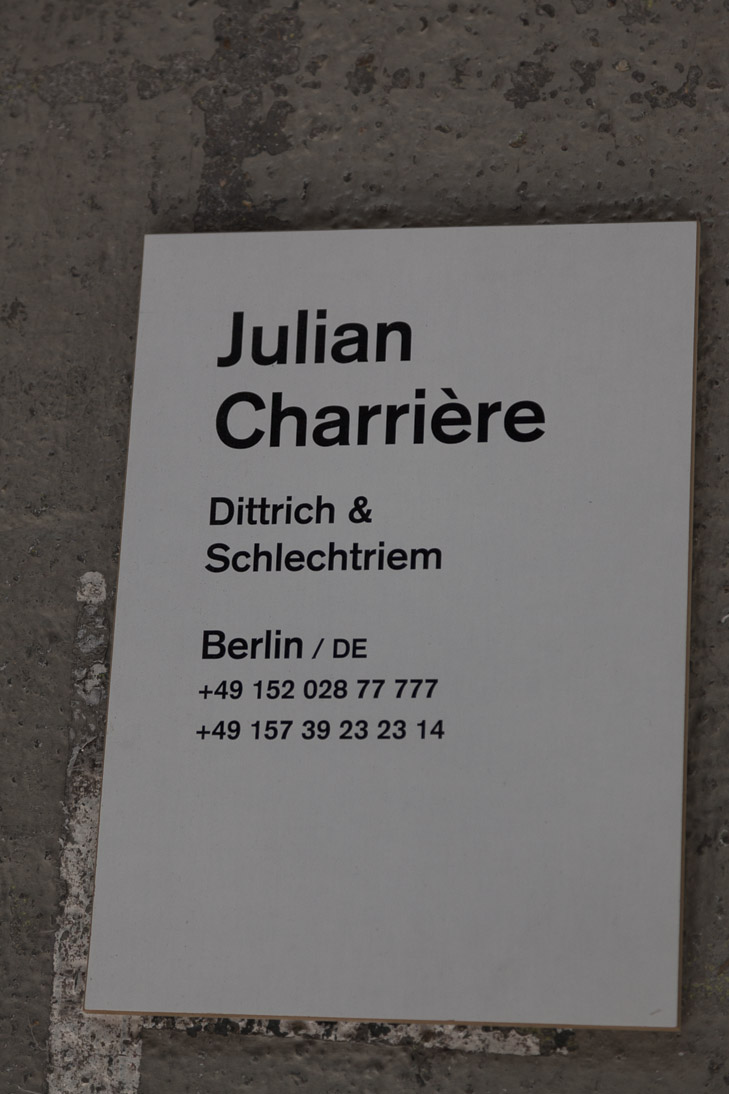 Julian
Charrière
Dittrich &
Schlechtriem
Berlin / DE
+49 152 028 77 777
+49 157 39 23 23 14